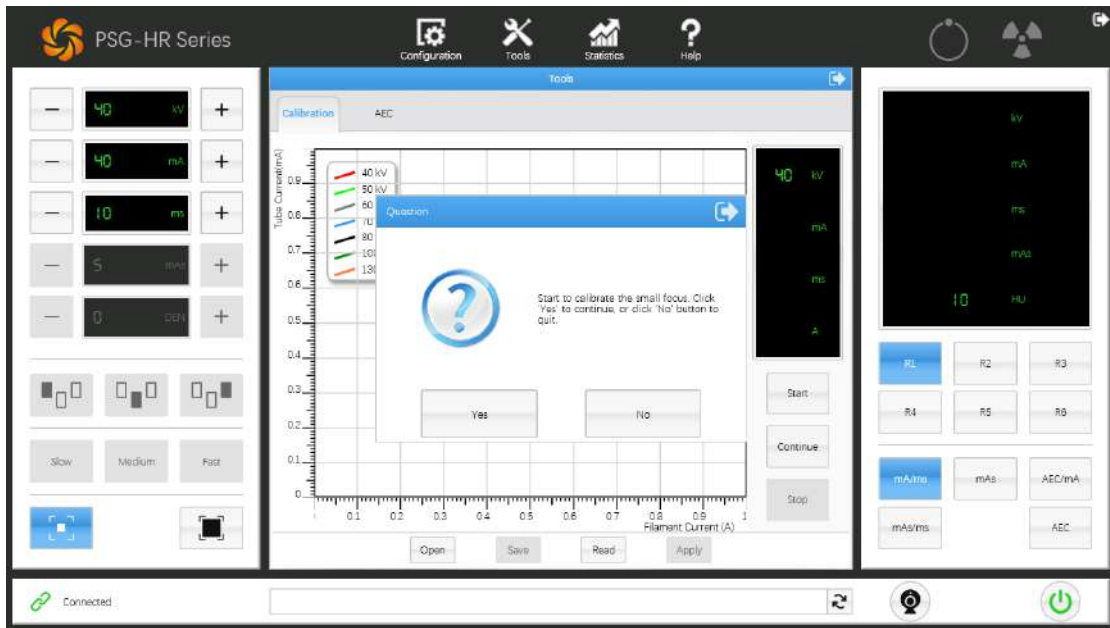 PSG-HR Series
Configuration
Tools
Statistics
Help
40 kV
40 mA
10 ms
5 mAs
0 DEN
Slow
Medium
Fast
Tools
Calibration
AEC
Tube Current(mA)
0.9
0.8
0.7
0.6
0.5
0.4
0.3
0.2
0.1
0
40 kV
50 kV
60
70
80
100
130
0.1
0.2
0.3
0.4
0.5
0.6
0.7
0.8
0.9
1
Filament Current (A)
Question
Start to calibrate the small focus. Click
'Yes' to continue, or click 'No' button to
quit.
Yes
No
40 kV
mA
ms
A
Start
Continue
Stop
Open
Save
Read
Apply
kV
mA
ms
mAs
10 HU
R1
R2
R3
R4
R5
R6
mA/ms
mAs
AEC/mA
mAs/ms
AEC
Connected